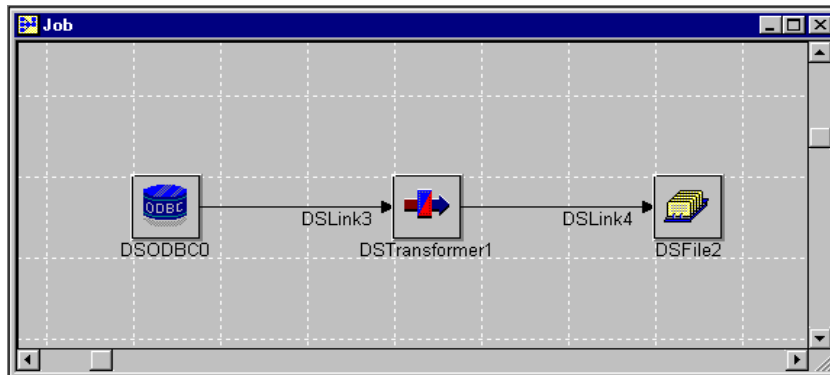 Job
ODBC
DSLink3
DSLink4
DSODBC0
DSTransformer1
DSFile2